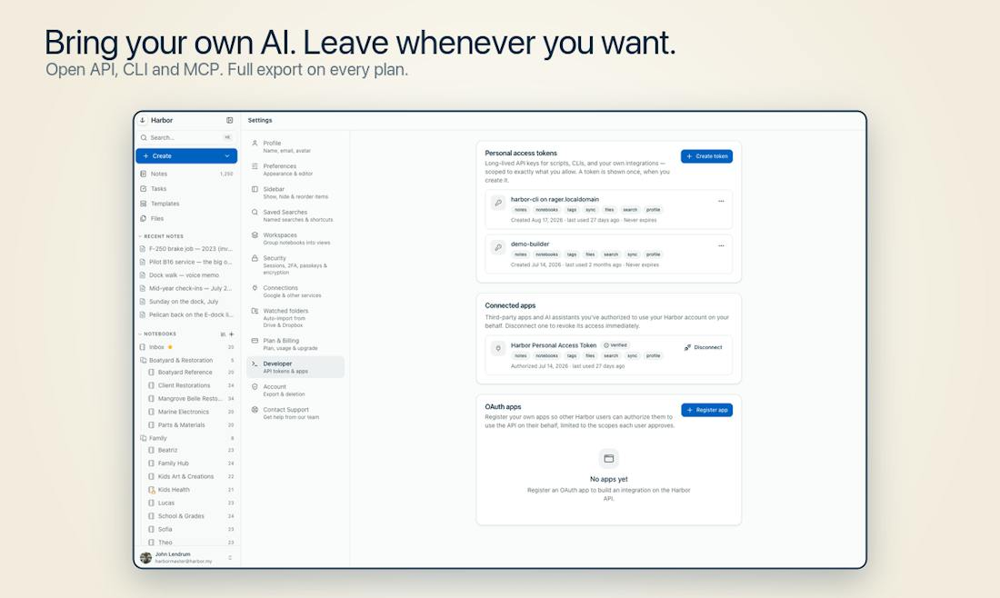 Bring your own AI. Leave whenever you want.
Open API, CLI and MCP. Full export on every plan.
Harbor
Search...
⌘K
+ Create
Notes 1,250
Tasks
Templates
Files
RECENT NOTES
F-250 brake job — 2023 (inv...
Pilot B16 service — the big o...
Dock walk — voice memo
Mid-year check-ins — July 2...
Sunday on the dock, July
Pelican back on the E-dock li...
NOTEBOOKS
Inbox 20
Boatyard & Restoration 5
Boatyard Reference 20
Client Restorations 24
Mangrove Belle Resto... 34
Marine Electronics 20
Parts & Materials 20
Family 8
Beatriz 23
Family Hub 24
Kids Art & Creations 22
Kids Health 21
Lucas 23
School & Grades 24
Sofia 23
Theo 23
John Lendrum
harbormaster@harbor.my
Settings
Profile
Name, email, avatar
Preferences
Appearance & editor
Sidebar
Show, hide & reorder items
Saved Searches
Named searches & shortcuts
Workspaces
Group notebooks into views
Security
Sessions, 2FA, passkeys &
encryption
Connections
Google & other services
Watched folders
Auto-import from
Drive & Dropbox
Plan & Billing
Plan, usage & upgrade
Developer
API tokens & apps
Account
Export & deletion
Contact Support
Get help from our team
Personal access tokens
Long-lived API keys for scripts, CLIs, and your own integrations —
scoped to exactly what you allow. A token is shown once, when you
create it.
+ Create token
harbor-cli on rager.localdomain
notes notebooks tags sync files search profile
Created Aug 17, 2026 · last used 27 days ago · Never expires
demo-builder
notes notebooks tags files search sync profile
Created Jul 14, 2026 · last used 2 months ago · Never expires
Connected apps
Third-party apps and AI assistants you've authorized to use your Harbor account on your
behalf. Disconnect one to revoke its access immediately.
Harbor Personal Access Token Verified
Disconnect
notes notebooks tags files search sync profile
Authorized Jul 14, 2026 · last used 27 days ago
OAuth apps
Register your own apps so other Harbor users can authorize them to
use the API on their behalf, limited to the scopes each user approves.
+ Register app
No apps yet
Register an OAuth app to build an integration on the Harbor
API.